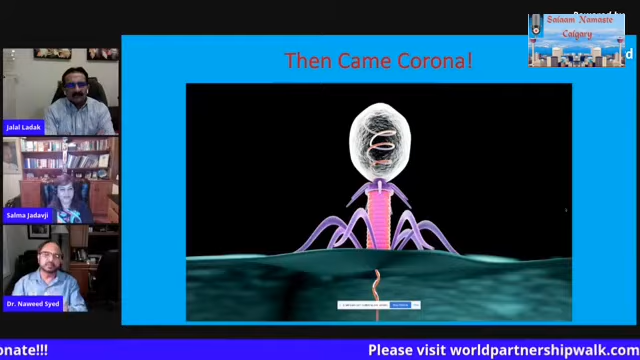 Salaam Namaste
Calgary
d
Then Came Corona!
Jalal Ladak
Salma Jadavji
Dr. Naweed Syed
onate!!!
Please visit worldpartnershipwalk.com